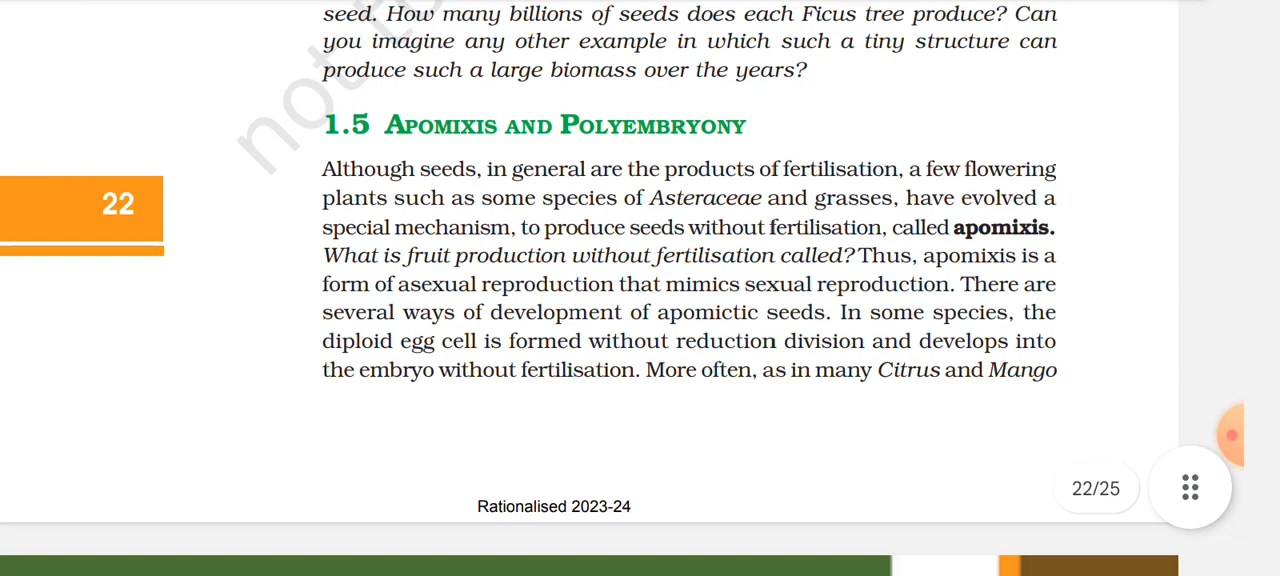 seed. How many billions of seeds does each Ficus tree produce? Can
you imagine any other example in which such a tiny structure can
produce such a large biomass over the years?
not
1.5 APOMIXIS AND POLYEMBRYONY
Although seeds, in general are the products of fertilisation, a few flowering
plants such as some species of Asteraceae and grasses, have evolved a
special mechanism, to produce seeds without fertilisation, called apomixis.
What is fruit production without fertilisation called? Thus, apomixis is a
form of asexual reproduction that mimics sexual reproduction. There are
several ways of development of apomictic seeds. In some species, the
diploid egg cell is formed without reduction division and develops into
the embryo without fertilisation. More often, as in many Citrus and Mango
22
22/25
Rationalised 2023-24